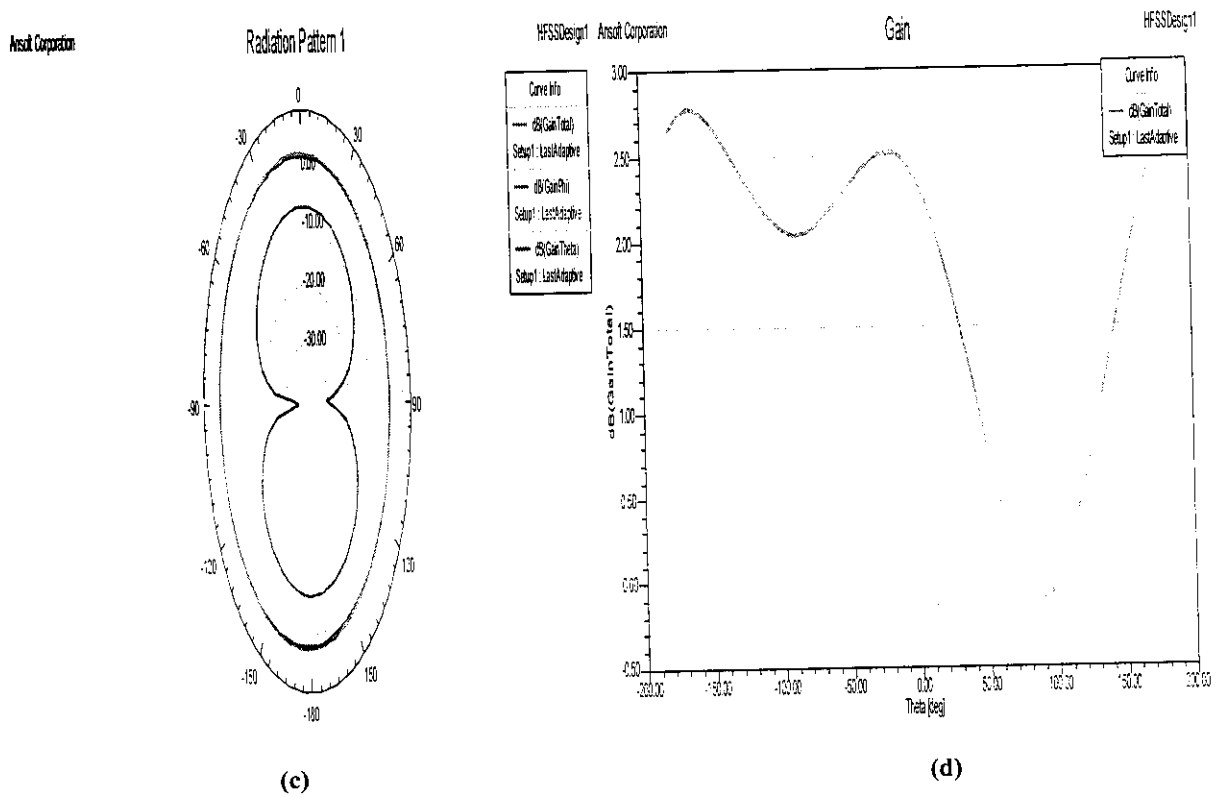 Ansoft Corporation
Radiation Pattern 1
HFSSDesign1
Curve Info
dB(GainTotal)
Setup1 : LastAdaptive
dB(GainPhi)
Setup1 : LastAdaptive
dB(GainTheta)
Setup1 : LastAdaptive
0
-30
30
0.00
-10.00
-60
60
-20.00
-30.00
-90
90
-120
120
-150
150
-180
(c)
Ansoft Corporation
Gain
HFSSDesign1
Curve Info
dB(GainTotal)
Setup1 : LastAdaptive
3.00
2.50
2.00
1.50
1.00
0.50
0.00
-0.50
dB(GainTotal)
-200.00
-150.00
-100.00
-50.00
0.00
50.00
100.00
150.00
200.00
Theta [deg]
(d)